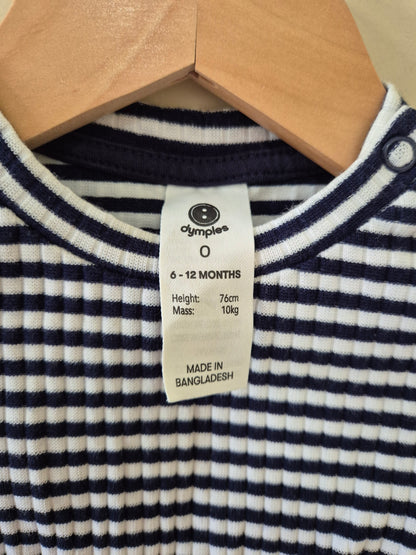 dymples
0
6 - 12 MONTHS
Height: 76cm
Mass: 10kg
MADE IN
BANGLADESH